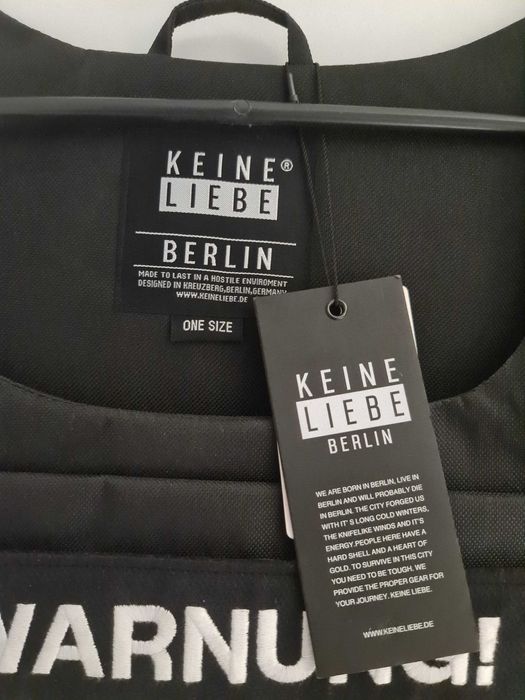 KEINE®
LIEBE
BERLIN
MADE TO LAST IN A HOSTILE ENVIROMENT
DESIGNED IN KREUZBERG,BERLIN,GERMANY
WWW.KEINELIEBE.DE
ONE SIZE
KEINE
LIEBE
BERLIN
WE ARE BORN IN BERLIN, LIVE IN
BERLIN AND WILL PROBABLY DIE
IN BERLIN. THE CITY FORGED US
WITH IT' S LONG COLD WINTERS,
THE KNIFELIKE WINDS AND IT'S
ENERGY.PEOPLE HERE HAVE A
HARD SHELL AND A HEART OF
GOLD. TO SURVIVE IN THIS CITY
YOU NEED TO BE TOUGH. WE
PROVIDE THE PROPER GEAR FOR
YOUR JOURNEY. KEINE LIEBE.
WWW.KEINELIEBE.DE
WARNUNG!